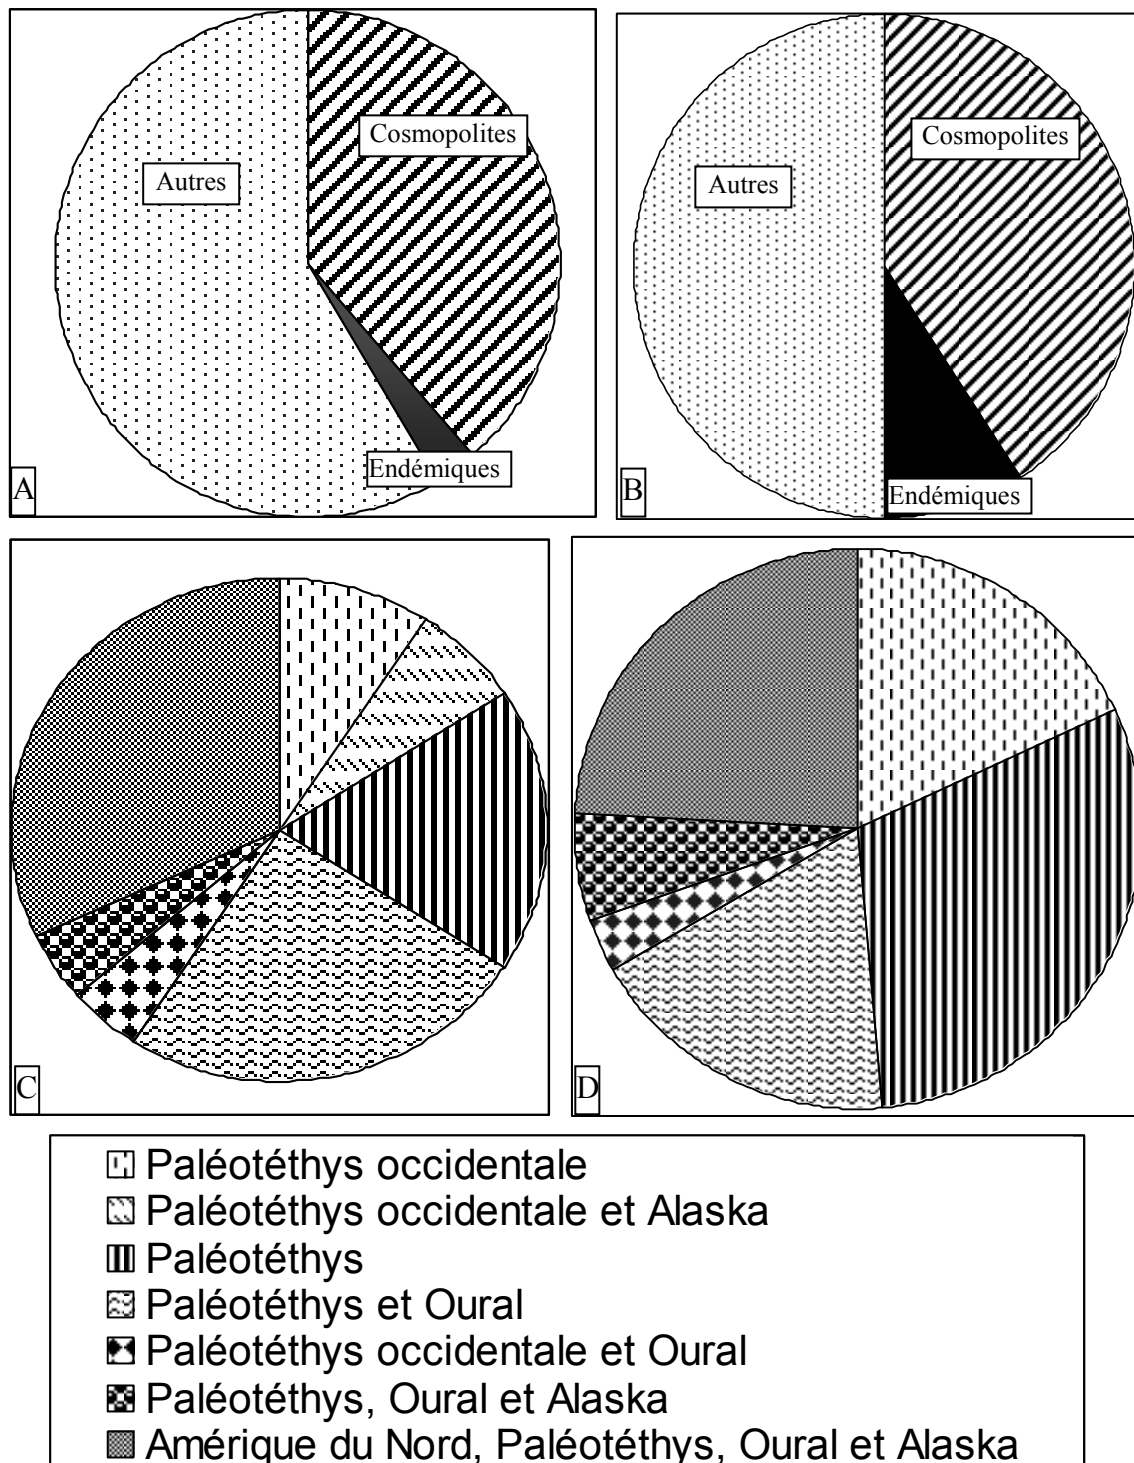 Cosmopolites
Autres
Endémiques
A
Cosmopolites
Autres
Endémiques
B
C
D
Paléotéthys occidentale
Paléotéthys occidentale et Alaska
Paléotéthys
Paléotéthys et Oural
Paléotéthys occidentale et Oural
Paléotéthys, Oural et Alaska
Amérique du Nord, Paléotéthys, Oural et Alaska